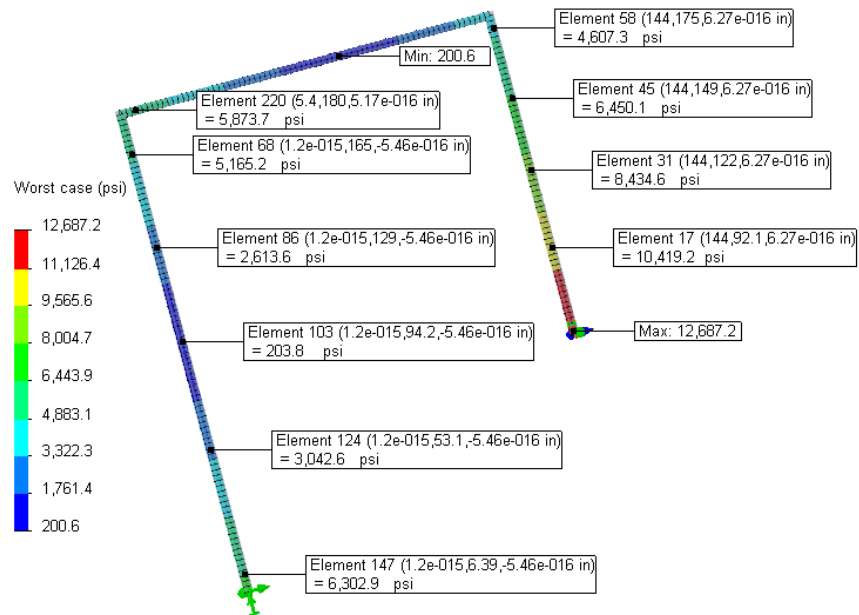 Element 58 (144,175,6.27e-016 in)
= 4,607.3 psi
Min: 200.6
Element 45 (144,149,6.27e-016 in)
= 6,450.1 psi
Element 220 (5.4,180,5.17e-016 in)
= 5,873.7 psi
Element 68 (1.2e-015,165,-5.46e-016 in)
= 5,165.2 psi
Element 31 (144,122,6.27e-016 in)
= 8,434.6 psi
Worst case (psi)
12,687.2
11,126.4
9,565.6
8,004.7
6,443.9
4,883.1
3,322.3
1,761.4
200.6
Element 86 (1.2e-015,129,-5.46e-016 in)
= 2,613.6 psi
Element 17 (144,92.1,6.27e-016 in)
= 10,419.2 psi
Element 103 (1.2e-015,94.2,-5.46e-016 in)
= 203.8 psi
Max: 12,687.2
Element 124 (1.2e-015,53.1,-5.46e-016 in)
= 3,042.6 psi
Element 147 (1.2e-015,6.39,-5.46e-016 in)
= 6,302.9 psi